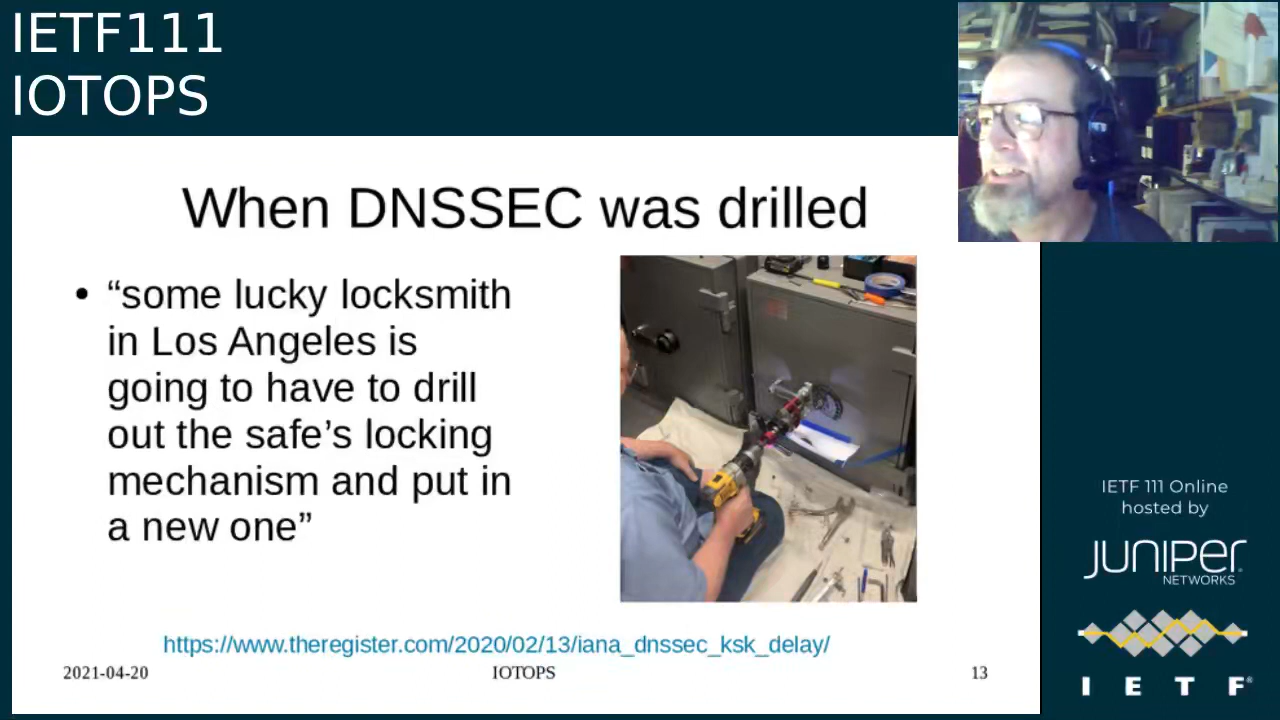 IETF111
IOTOPS
When DNSSEC was drilled
• “some lucky locksmith
in Los Angeles is
going to have to drill
out the safe’s locking
mechanism and put in
a new one”
https://www.theregister.com/2020/02/13/iana_dnssec_ksk_delay/
2021-04-20
IOTOPS
13
IETF 111 Online
hosted by
JUNIPER
NETWORKS
I E T F®